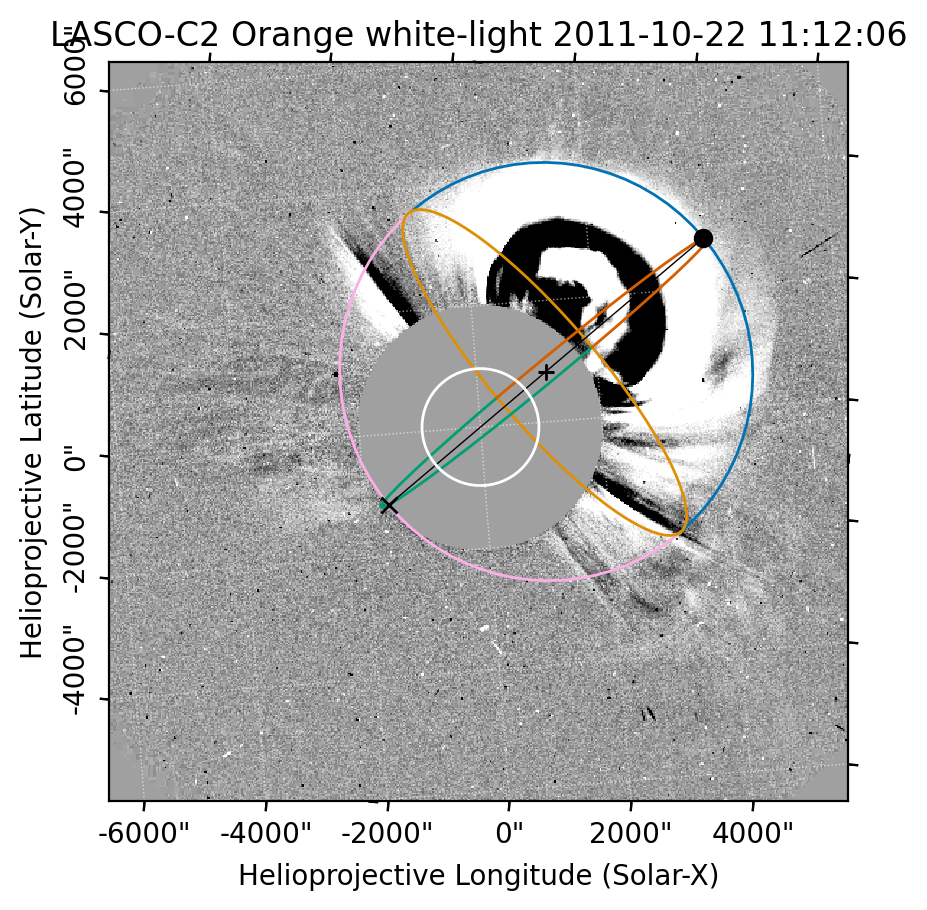 LASCO-C2 Orange white-light 2011-10-22 11:12:06
6000"
4000"
2000"
0"
-2000"
-4000"
Helioprojective Latitude (Solar-Y)
-6000" -4000" -2000" 0" 2000" 4000"
Helioprojective Longitude (Solar-X)